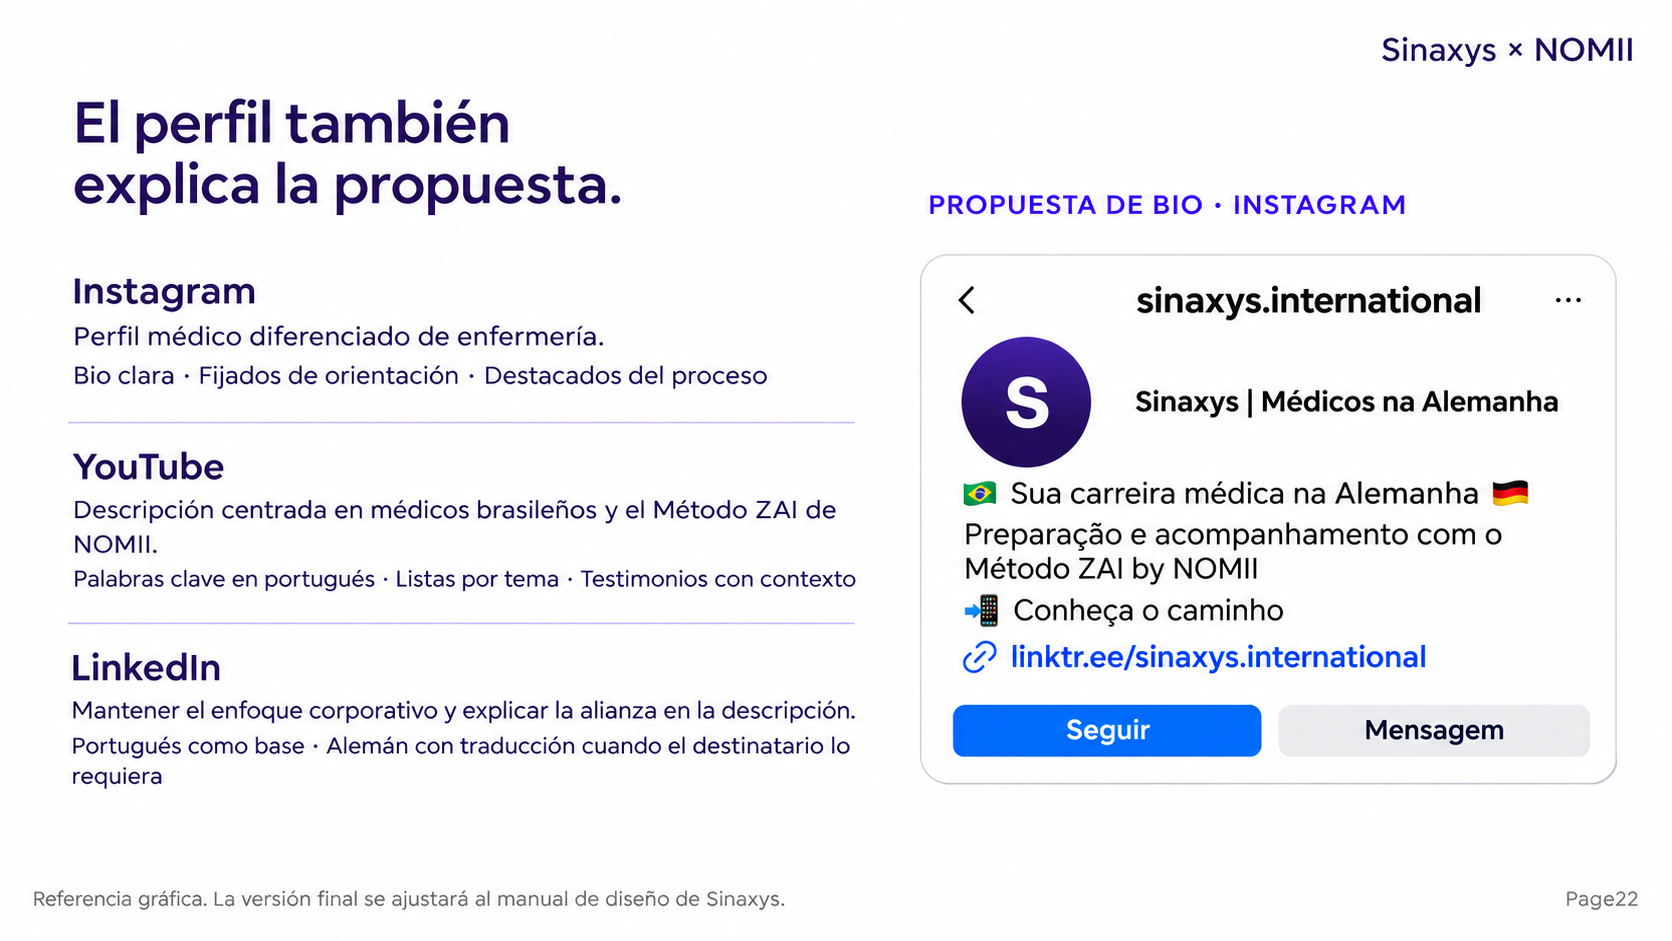 Sinaxys × NOMII
El perfil también
explica la propuesta.
Instagram
Perfil médico diferenciado de enfermería.
Bio clara · Fijados de orientación · Destacados del proceso
YouTube
Descripción centrada en médicos brasileños y el Método ZAI de
NOMII.
Palabras clave en portugués · Listas por tema · Testimonios con contexto
LinkedIn
Mantener el enfoque corporativo y explicar la alianza en la descripción.
Portugués como base · Alemán con traducción cuando el destinatario lo
requiera
PROPUESTA DE BIO · INSTAGRAM
sinaxys.international
S
Sinaxys | Médicos na Alemanha
🇧🇷 Sua carreira médica na Alemanha 🇩🇪
Preparação e acompanhamento com o
Método ZAI by NOMII
📲 Conheça o caminho
linktr.ee/sinaxys.international
Seguir
Mensagem
Referencia gráfica. La versión final se ajustará al manual de diseño de Sinaxys.
Page22